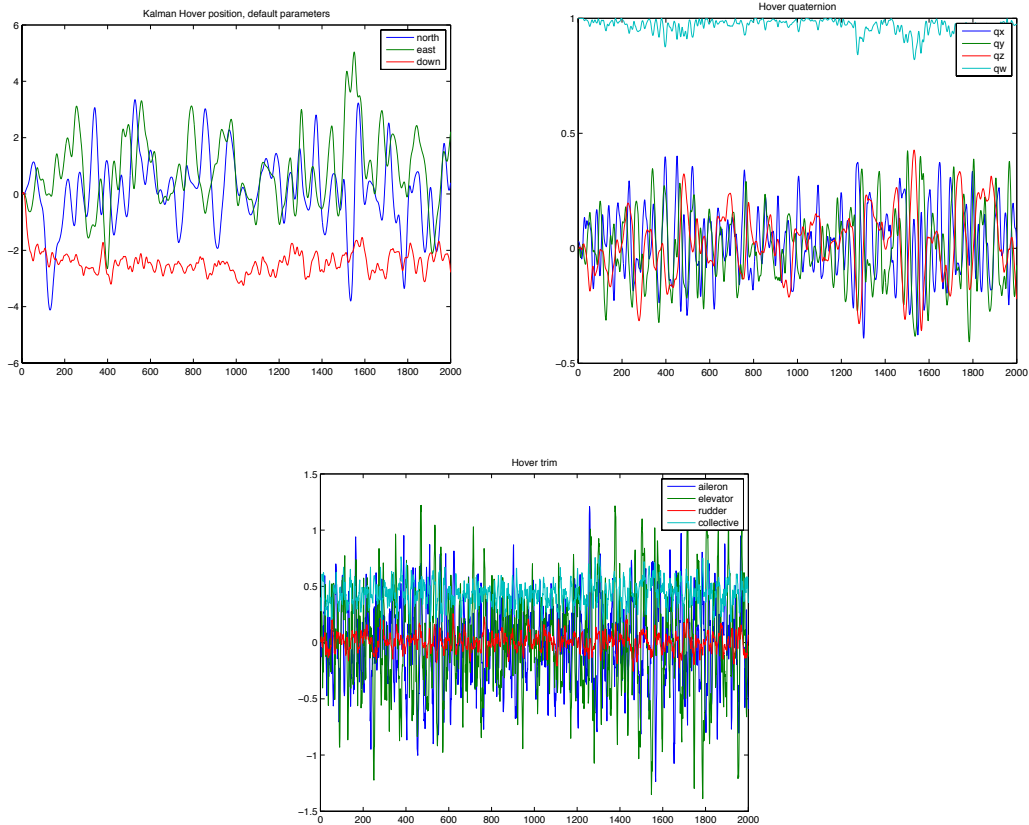 Kalman Hover position, default parameters
6
4
2
0
−2
−4
−6
0 200 400 600 800 1000 1200 1400 1600 1800 2000
north
east
down
Hover quaternion
1
0.5
0
−0.5
0 200 400 600 800 1000 1200 1400 1600 1800 2000
qx
qy
qz
qw
Hover trim
1.5
1
0.5
0
−0.5
−1
−1.5
0 200 400 600 800 1000 1200 1400 1600 1800 2000
aileron
elevator
rudder
collective